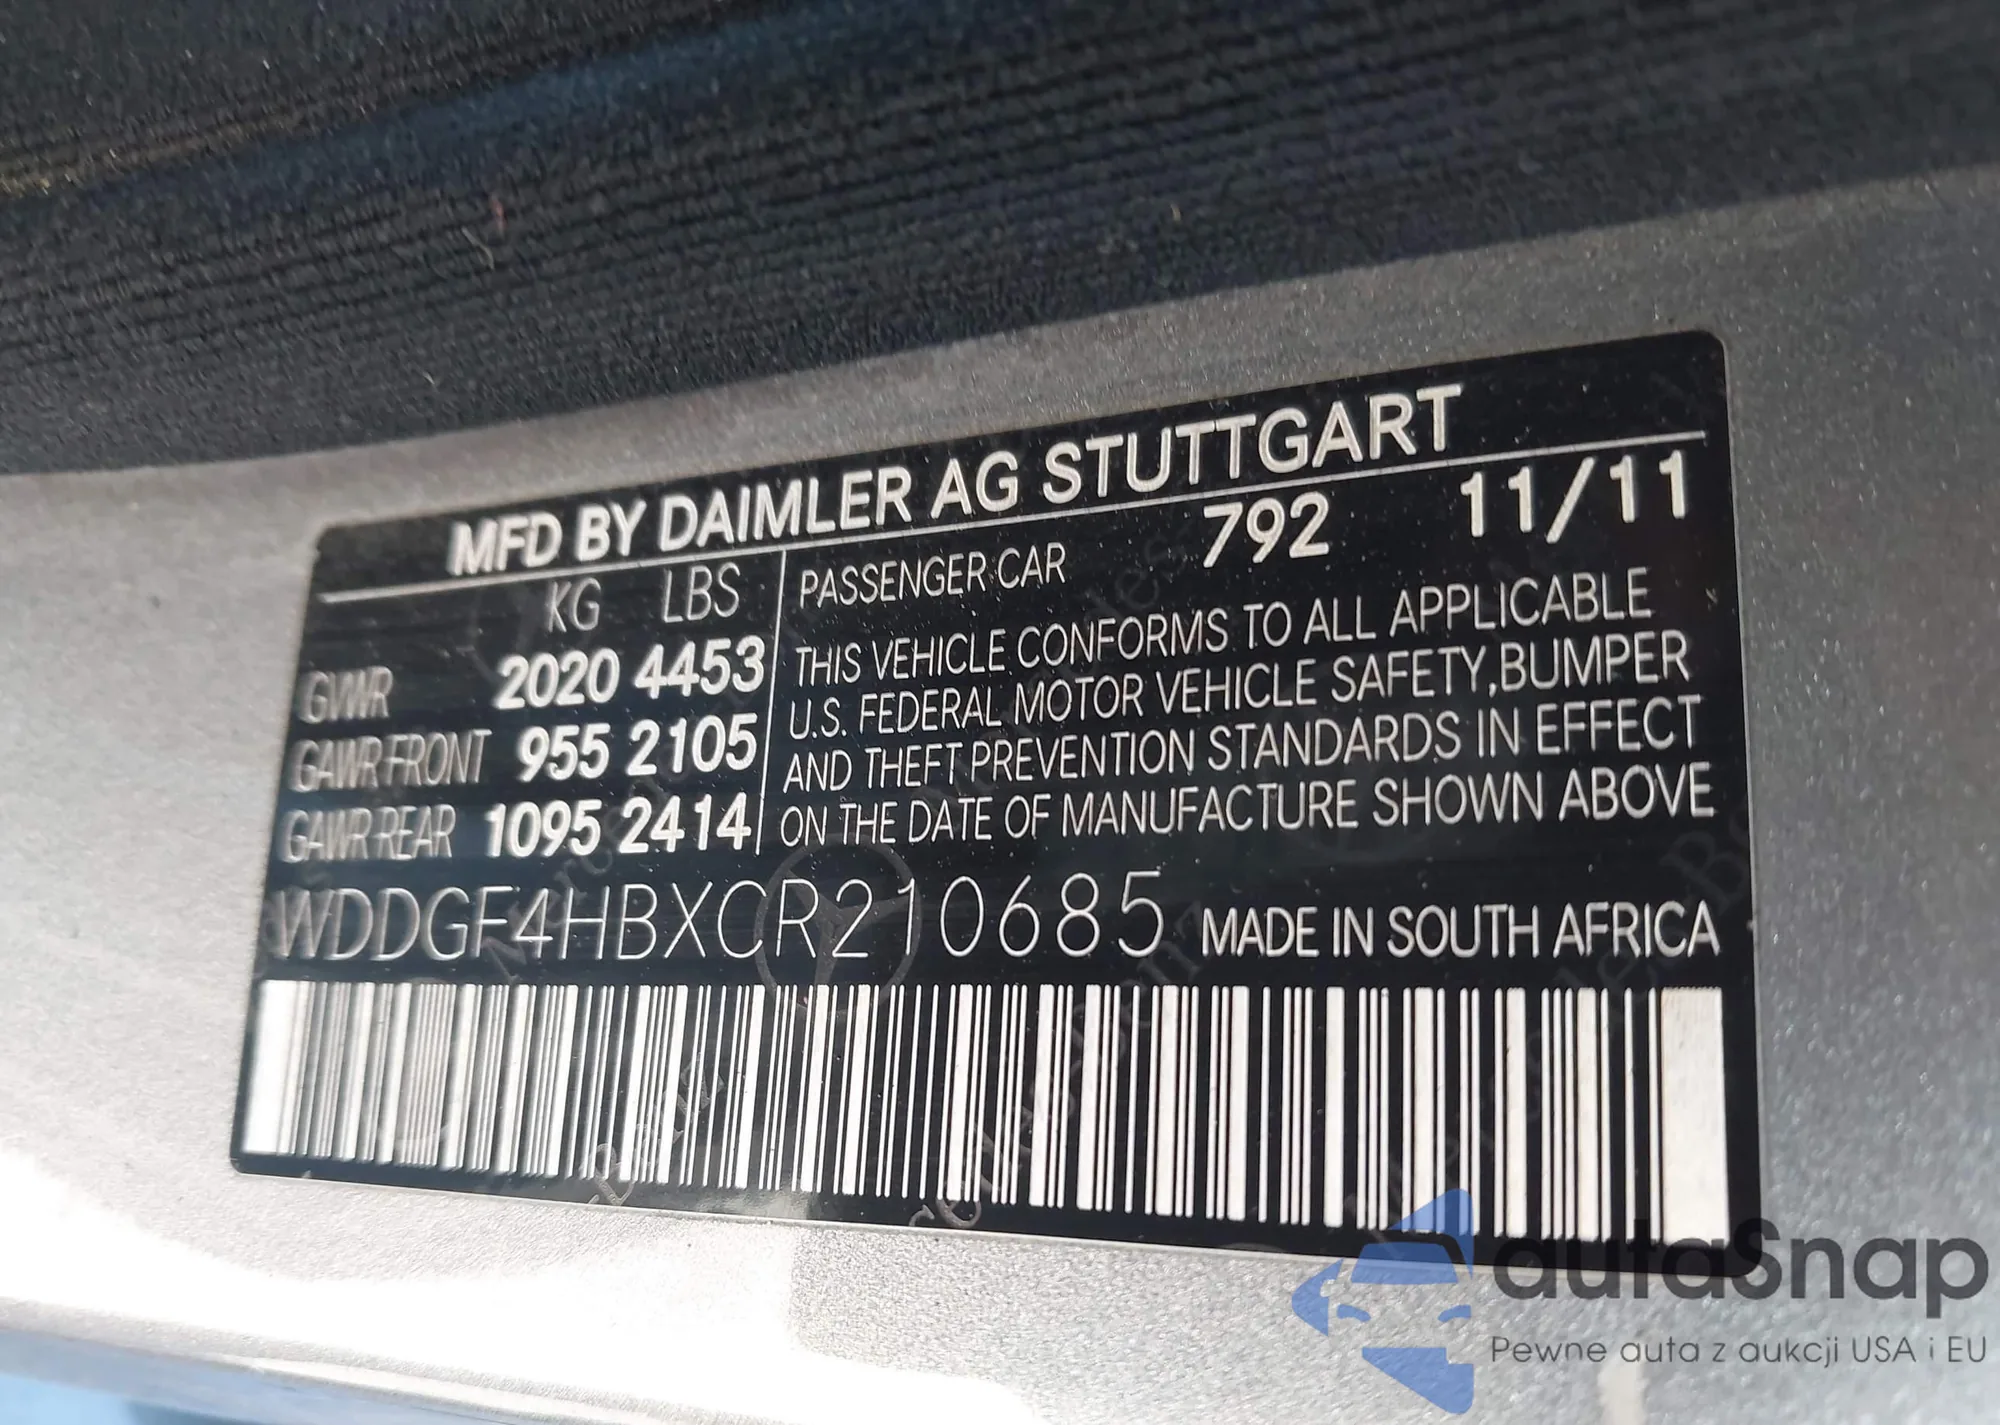 MFD BY DAIMLER AG STUTTGART
KG LBS
GVWR 2020 4453
GAWR FRONT 955 2105
GAWR REAR 1095 2414
PASSENGER CAR 792 11/11
THIS VEHICLE CONFORMS TO ALL APPLICABLE
U.S. FEDERAL MOTOR VEHICLE SAFETY,BUMPER
AND THEFT PREVENTION STANDARDS IN EFFECT
ON THE DATE OF MANUFACTURE SHOWN ABOVE
WDDGF4HBXCR210685 MADE IN SOUTH AFRICA
autaSnap
Pewne auta z aukcji USA i EU